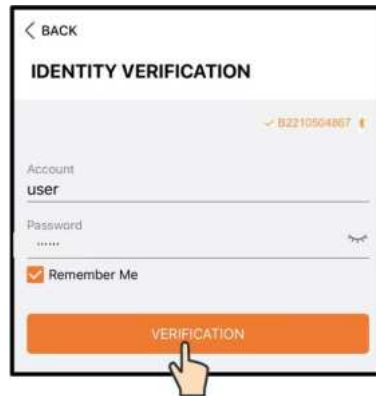 < BACK
IDENTITY VERIFICATION
✓ B2210504867
Account
user
Password
······
Remember Me
VERIFICATION